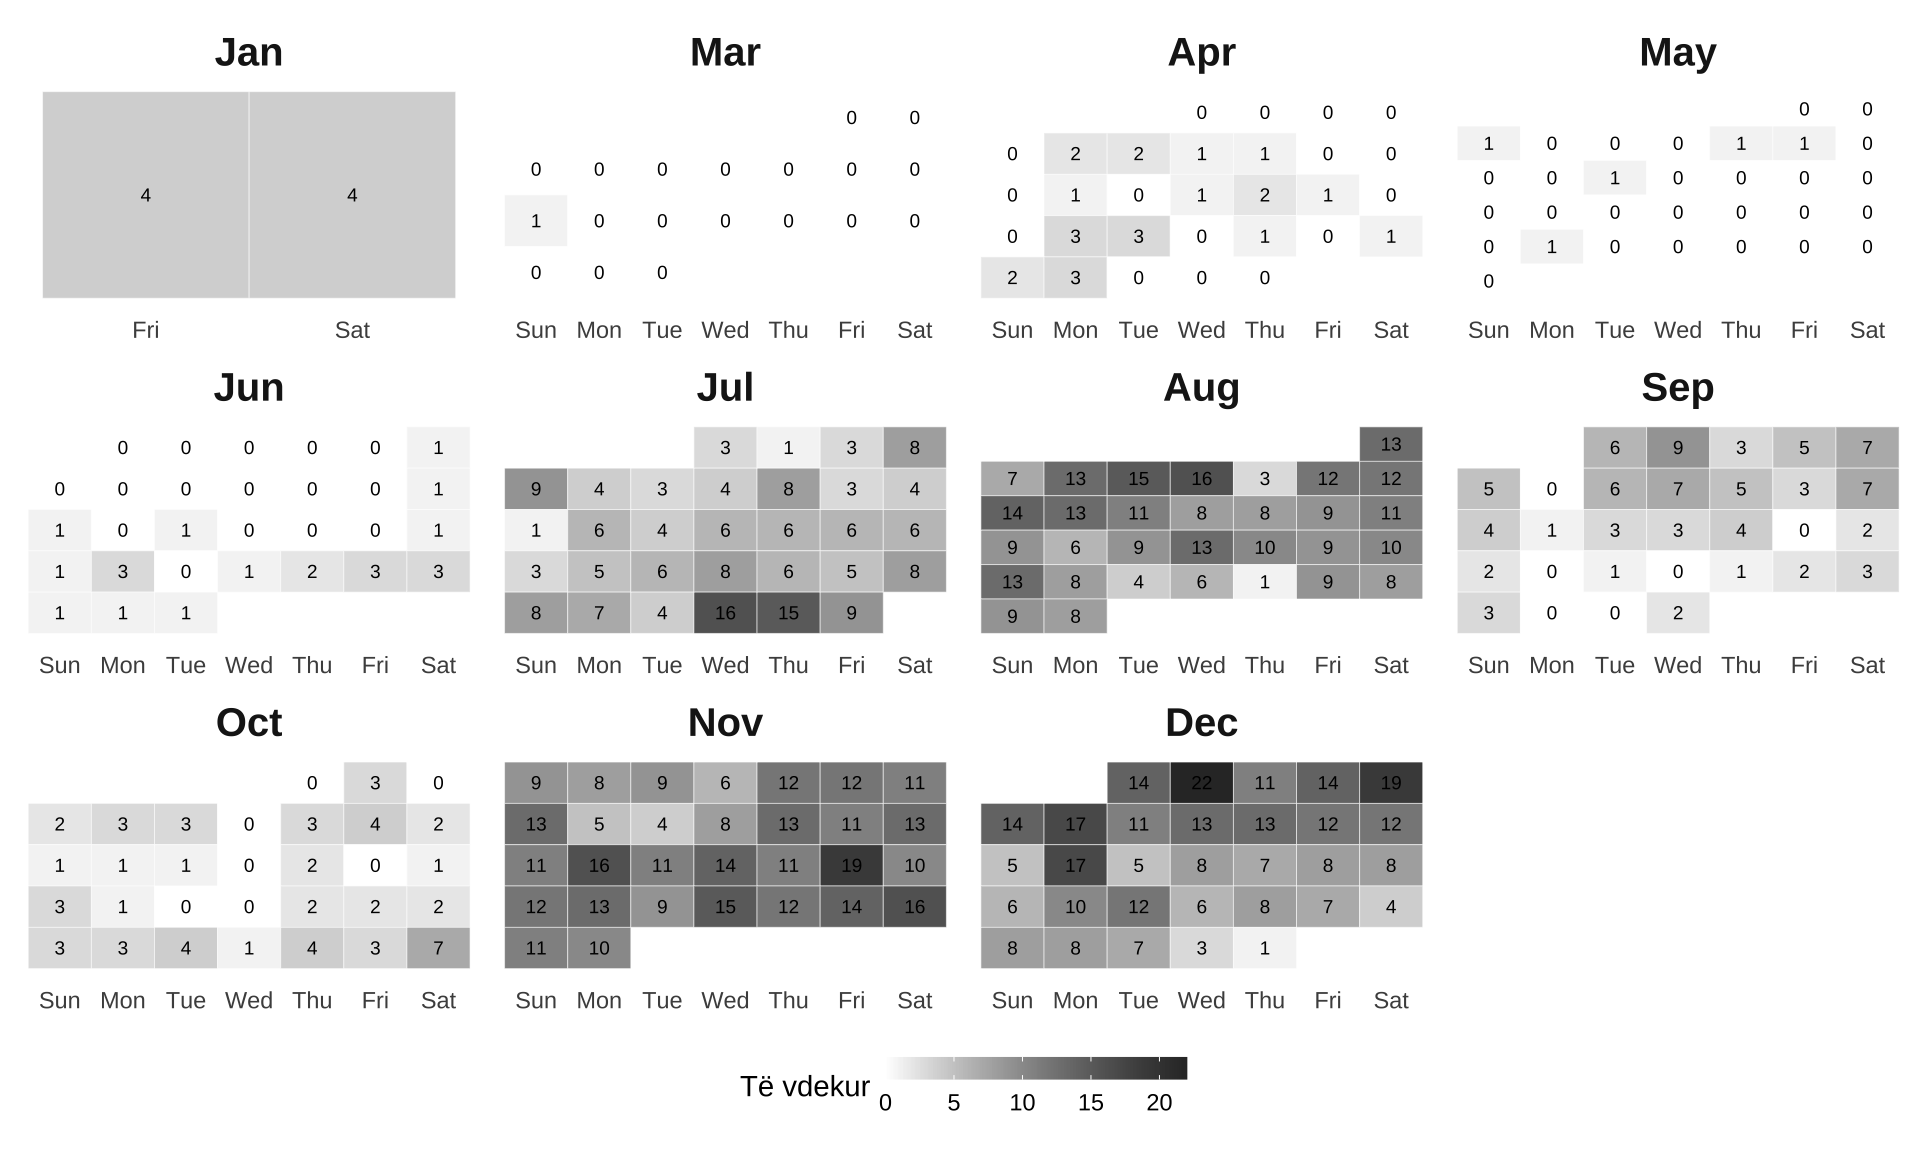 Jan Mar Apr May
0 0 0 0 0 0 0 0
0 2 2 1 1 0 0 1 0 0 0 1 1 0
0 0 0 0 0 0 0
4 4 0 1 0 1 2 1 0 0 0 1 0 0 0 0
1 0 0 0 0 0 0 0 0 0 0 0 0 0
0 3 3 0 1 0 1 0 1 0 0 0 0 0
0 0 0 2 3 0 0 0 0
Fri Sat Sun Mon Tue Wed Thu Fri Sat Sun Mon Tue Wed Thu Fri Sat Sun Mon Tue Wed Thu Fri Sat
Jun Jul Aug Sep
0 0 0 0 0 1 3 1 3 8 13 6 9 3 5 7
0 0 0 0 0 0 1 9 4 3 4 8 3 4 7 13 15 16 3 12 12 5 0 6 7 5 3 7
1 0 1 0 0 0 1 1 6 4 6 6 6 6 14 13 11 8 8 9 11 4 1 3 3 4 0 2
9 6 9 13 10 9 10
1 3 0 1 2 3 3 3 5 6 8 6 5 8 13 8 4 6 1 9 8 2 0 1 0 1 2 3
1 1 1 8 7 4 16 15 9 9 8 3 0 0 2
Sun Mon Tue Wed Thu Fri Sat Sun Mon Tue Wed Thu Fri Sat Sun Mon Tue Wed Thu Fri Sat Sun Mon Tue Wed Thu Fri Sat
Oct Nov Dec
0 3 0 9 8 9 6 12 12 11 14 22 11 14 19
2 3 3 0 3 4 2 13 5 4 8 13 11 13 14 17 11 13 13 12 12
1 1 1 0 2 0 1 11 16 11 14 11 19 10 5 17 5 8 7 8 8
3 1 0 0 2 2 2 12 13 9 15 12 14 16 6 10 12 6 8 7 4
3 3 4 1 4 3 7 11 10 8 8 7 3 1
Sun Mon Tue Wed Thu Fri Sat Sun Mon Tue Wed Thu Fri Sat Sun Mon Tue Wed Thu Fri Sat
Të vdekur
0 5 10 15 20